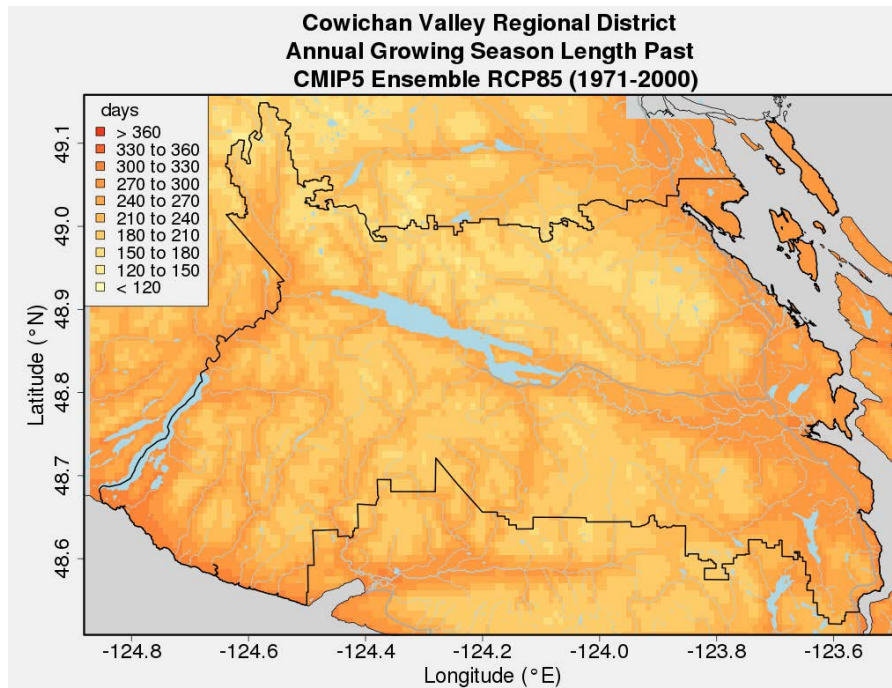 Cowichan Valley Regional District
Annual Growing Season Length Past
CMIP5 Ensemble RCP85 (1971-2000)
days
> 360
330 to 360
300 to 330
270 to 300
240 to 270
210 to 240
180 to 210
150 to 180
120 to 150
< 120
49.1
49.0
48.9
48.8
48.7
48.6
Latitude (°N)
-124.8
-124.6
-124.4
-124.2
-124.0
-123.8
-123.6
Longitude (°E)